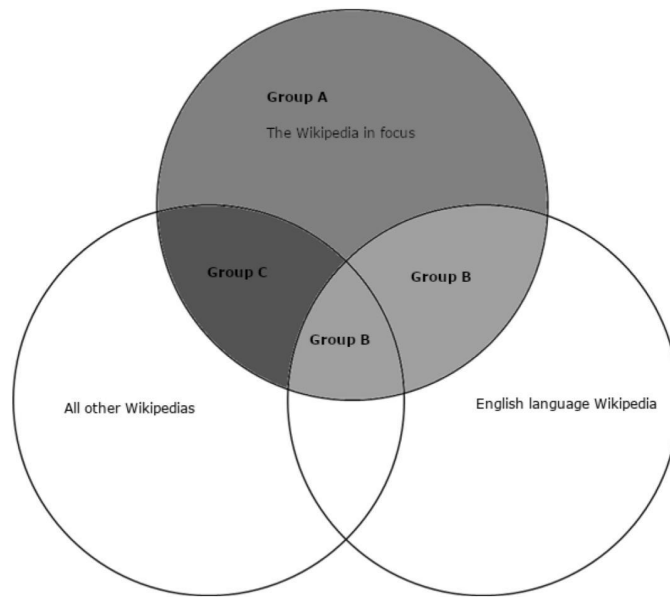 Group A
The Wikipedia in focus
Group C
Group B
Group B
All other Wikipedias
English language Wikipedia